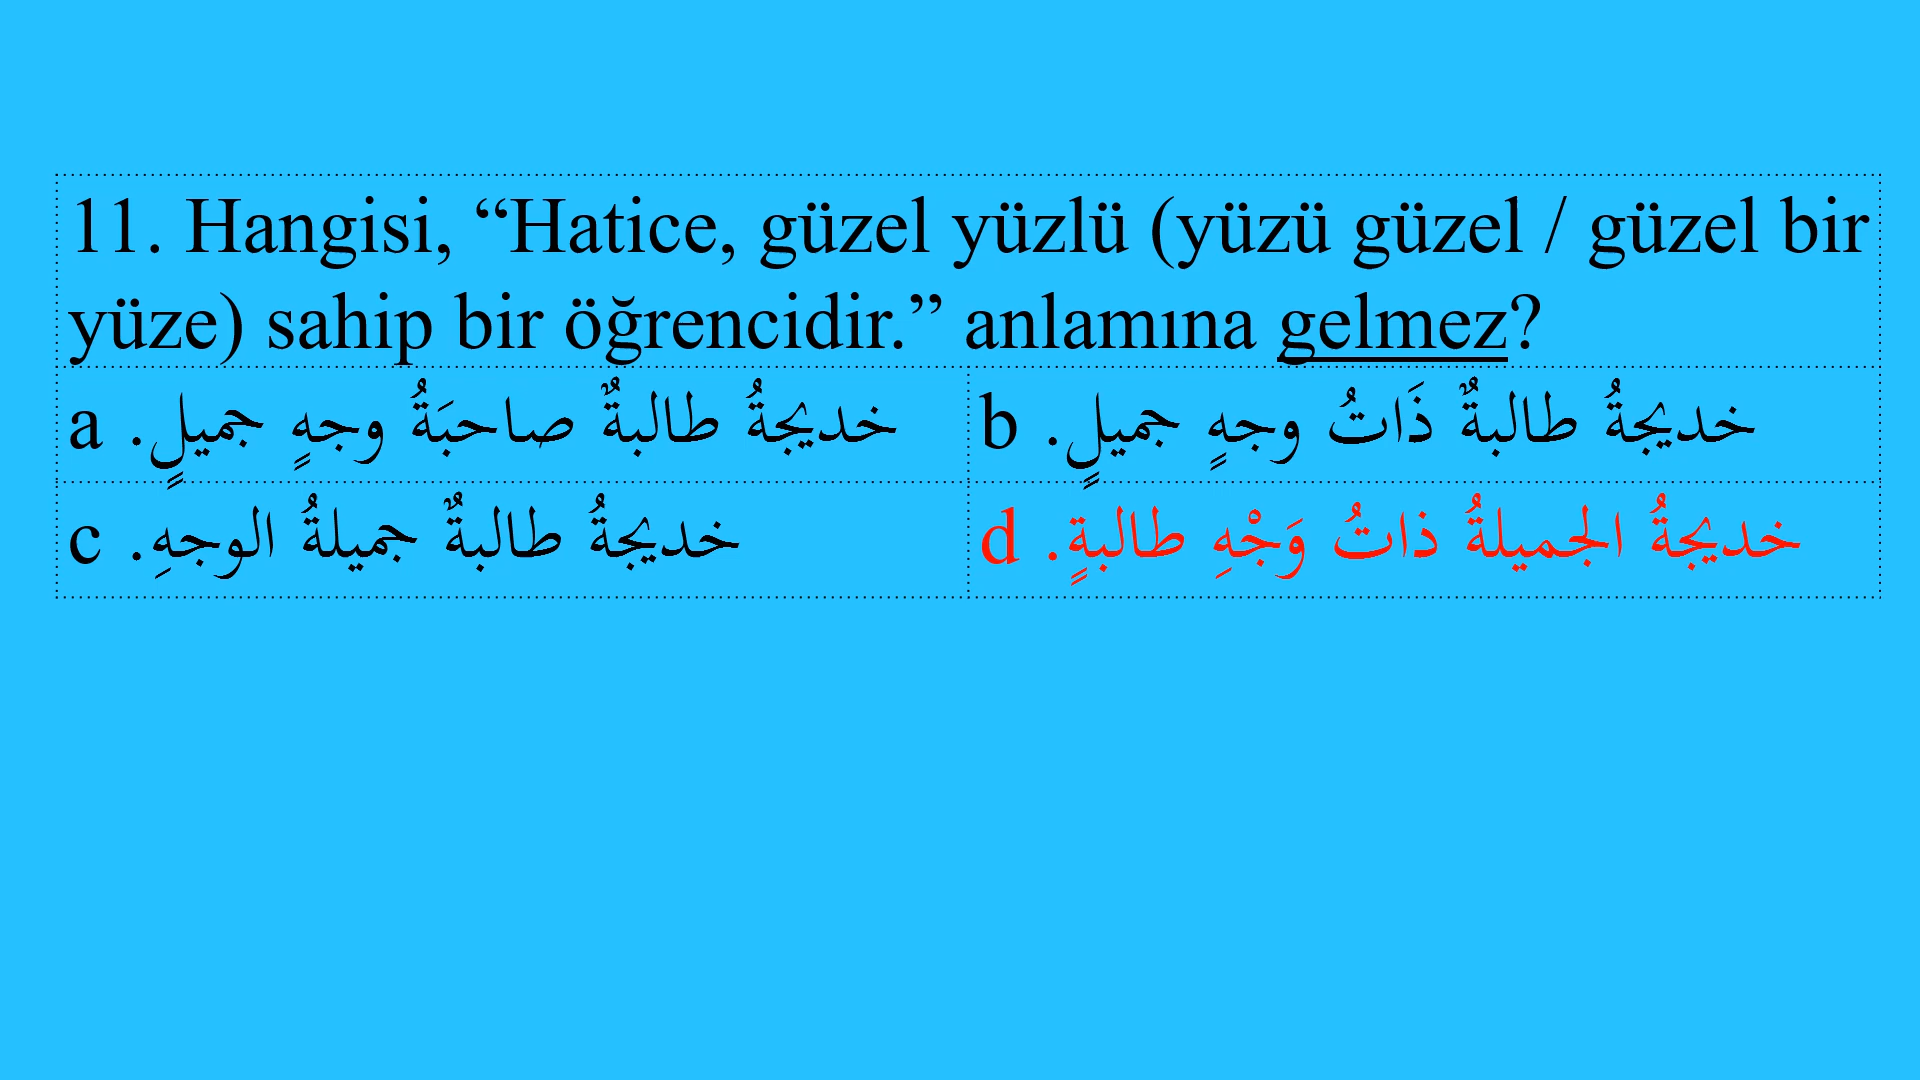 11. Hangisi, “Hatice, güzel yüzlü (yüzü güzel / güzel bir
yüze) sahip bir öğrencidir.” anlamına gelmez?
a .خديجةُ طالبةٌ صاحبَةُ وجهٍ جميلٍ
b .خديجةُ طالبةٌ ذَاتُ وجهٍ جميلٍ
c .خديجةُ طالبةٌ جميلةُ الوجهِ
d .خديجةُ الجميلةُ ذاتُ وَجْهِ طالبةٍ